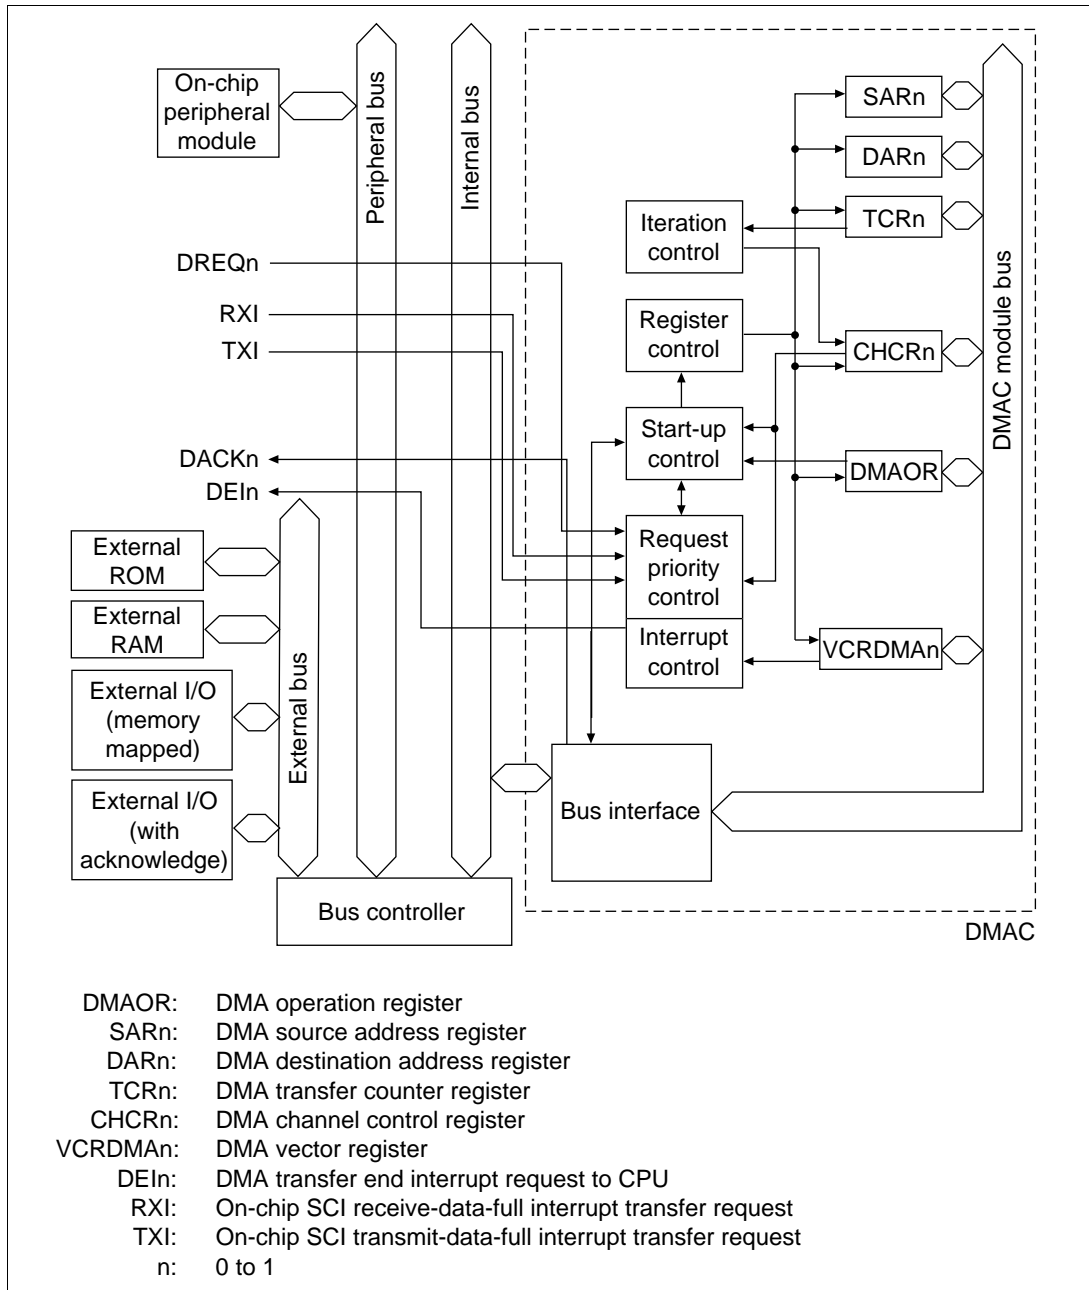 On-chip
peripheral
module
Peripheral bus
Internal bus
SARn
DARn
TCRn
Iteration
control
DREQn
RXI
TXI
Register
control
CHCRn
DMAC module bus
Start-up
control
DACKn
DEIn
DMAOR
External
ROM
Request
priority
control
External
RAM
Interrupt
control
VCRDMAn
External I/O
(memory
mapped)
External bus
External I/O
(with
acknowledge)
Bus interface
Bus controller
DMAC
DMAOR: DMA operation register
SARn: DMA source address register
DARn: DMA destination address register
TCRn: DMA transfer counter register
CHCRn: DMA channel control register
VCRDMAn: DMA vector register
DEIn: DMA transfer end interrupt request to CPU
RXI: On-chip SCI receive-data-full interrupt transfer request
TXI: On-chip SCI transmit-data-full interrupt transfer request
n: 0 to 1